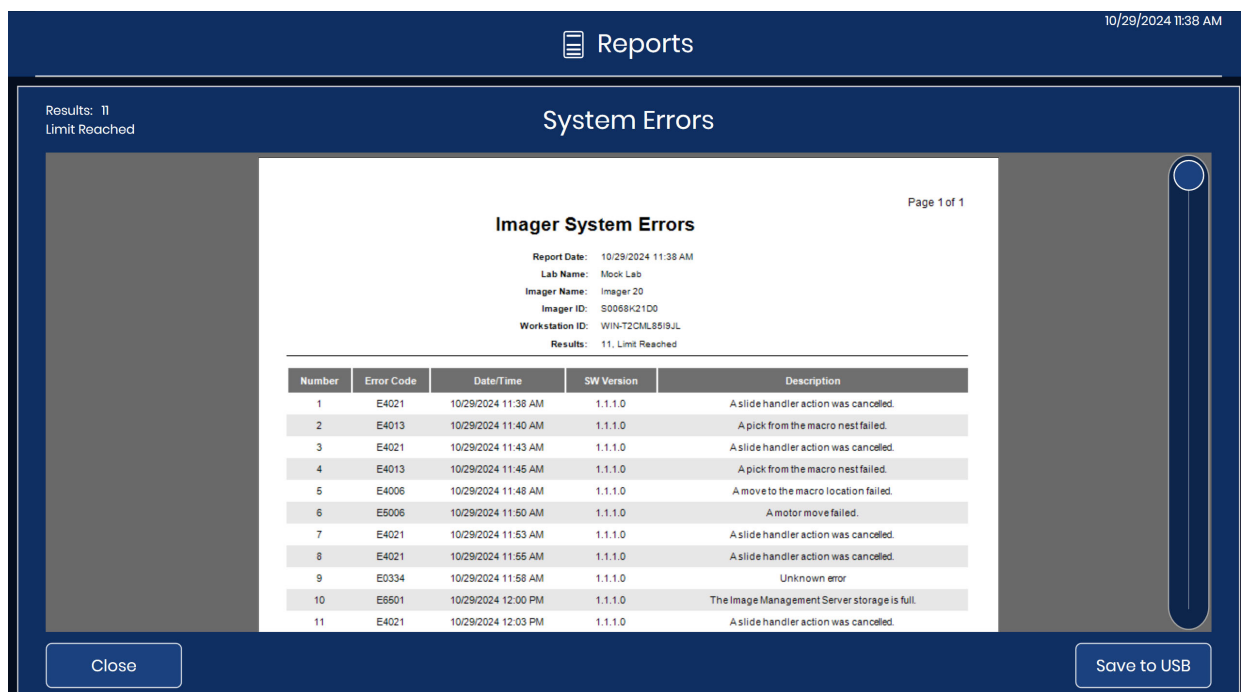 10/29/2024 11:38 AM
Reports
Results: 11
Limit Reached
System Errors
Page 1 of 1
Imager System Errors
Report Date: 10/29/2024 11:38 AM
Lab Name: Mock Lab
Imager Name: Imager 20
Imager ID: S0068K21D0
Workstation ID: WIN-T2CML85I9JL
Results: 11, Limit Reached
Number Error Code Date/Time SW Version Description
1 E4021 10/29/2024 11:38 AM 1.1.1.0 A slide handler action was cancelled.
2 E4013 10/29/2024 11:40 AM 1.1.1.0 A pick from the macro nest failed.
3 E4021 10/29/2024 11:43 AM 1.1.1.0 A slide handler action was cancelled.
4 E4013 10/29/2024 11:45 AM 1.1.1.0 A pick from the macro nest failed.
5 E4006 10/29/2024 11:48 AM 1.1.1.0 A move to the macro location failed.
6 E5006 10/29/2024 11:50 AM 1.1.1.0 A motor move failed.
7 E4021 10/29/2024 11:53 AM 1.1.1.0 A slide handler action was cancelled.
8 E4021 10/29/2024 11:55 AM 1.1.1.0 A slide handler action was cancelled.
9 E0334 10/29/2024 11:58 AM 1.1.1.0 Unknown error
10 E6501 10/29/2024 12:00 PM 1.1.1.0 The Image Management Server storage is full.
11 E4021 10/29/2024 12:03 PM 1.1.1.0 A slide handler action was cancelled.
Close Save to USB